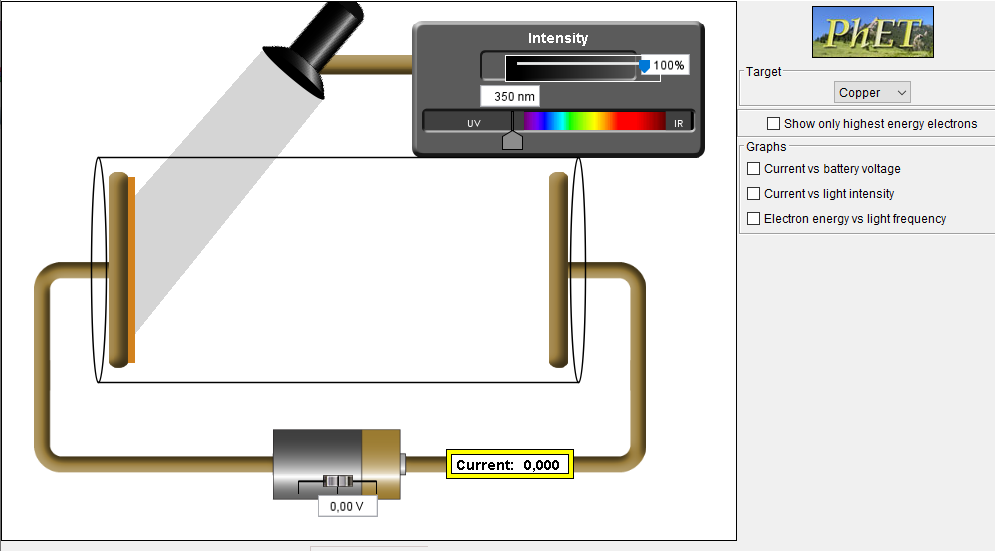 Intensity
100%
350 nm
UV
IR
Current: 0,000
0,00 V
PhET
Target
Copper
Show only highest energy electrons
Graphs
Current vs battery voltage
Current vs light intensity
Electron energy vs light frequency